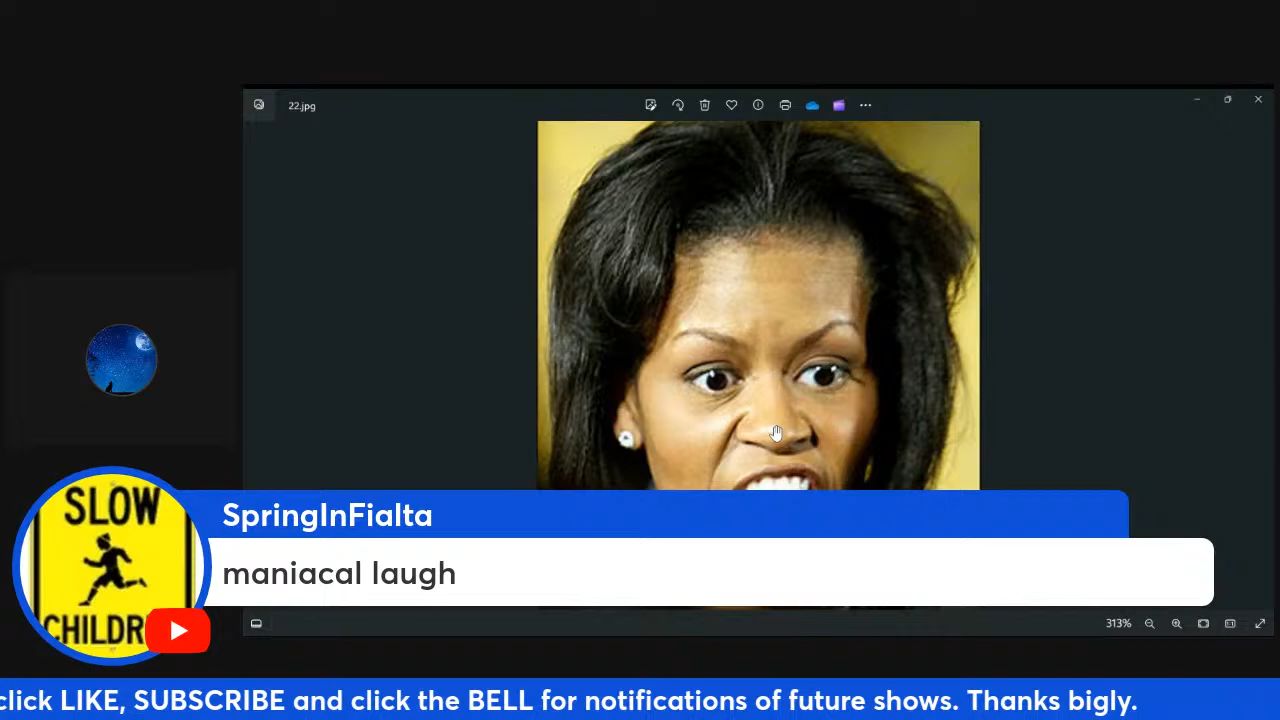 22.jpg
SLOW
CHILDR
SpringInFialta
maniacal laugh
313%
click LIKE, SUBSCRIBE and click the BELL for notifications of future shows. Thanks bigly.